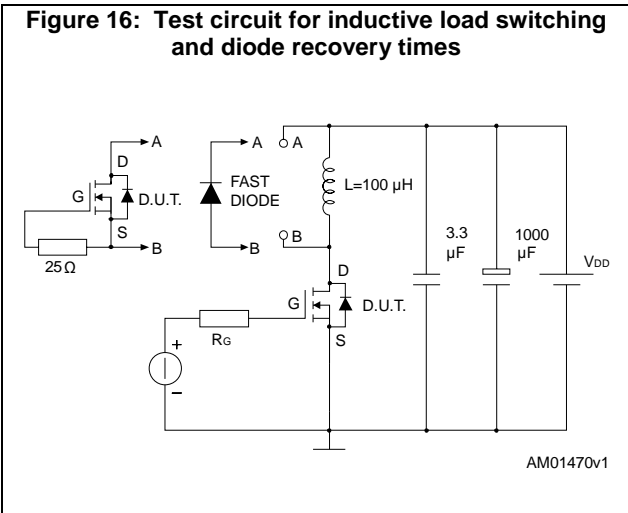 Figure 16: Test circuit for inductive load switching
and diode recovery times
A
D
G
D.U.T.
S
B
25Ω
A
FAST
DIODE
B
A
L=100 µH
B
D
G
D.U.T.
S
RG
+
−
3.3
µF
1000
µF
VDD
AM01470v1